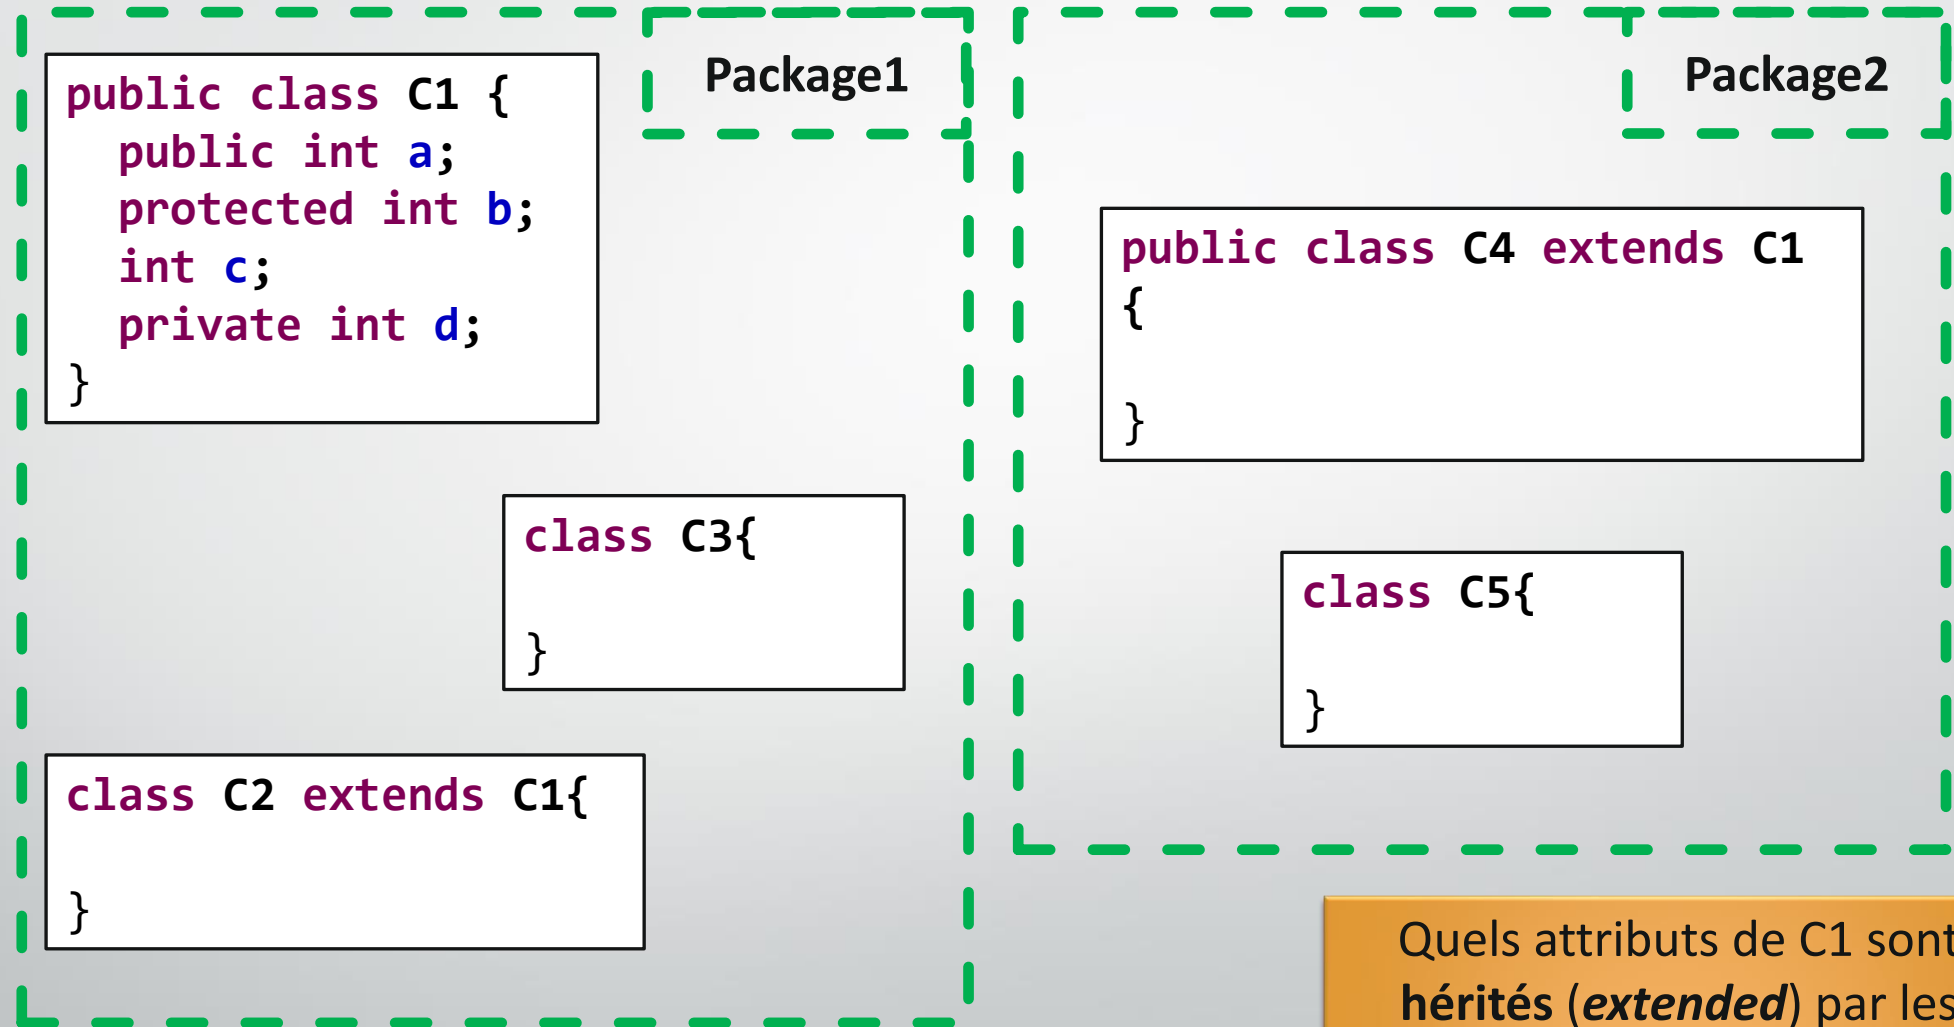 Package1
public class C1 {
public int a;
protected int b;
int c;
private int d;
}
class C3{
}
class C2 extends C1{
}
Package2
public class C4 extends C1
{
}
class C5{
}
Quels attributs de C1 sont
hérités (extended) par les